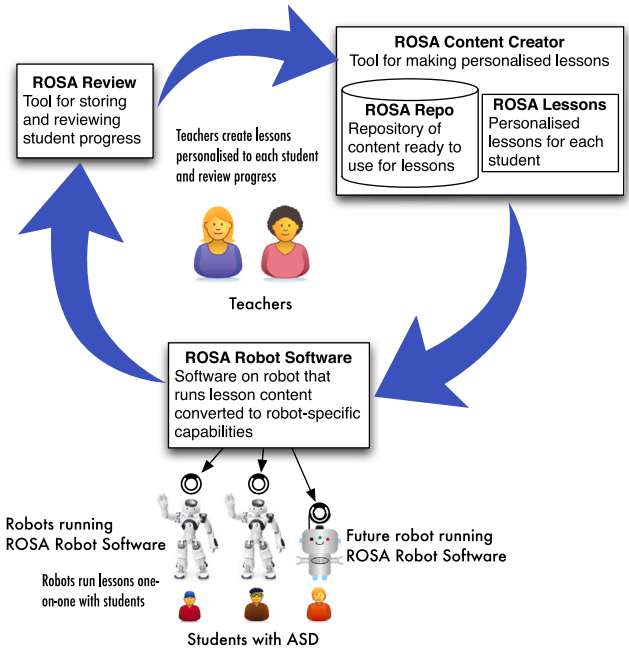 ROSA Content Creator
Tool for making personalised lessons
ROSA Repo
Repository of
content ready to
use for lessons
ROSA Lessons
Personalised
lessons for each
student
ROSA Review
Tool for storing
and reviewing
student progress
Teachers create lessons
personalised to each student
and review progress
Teachers
ROSA Robot Software
Software on robot that
runs lesson content
converted to robot-specific
capabilities
Robots running
ROSA Robot Software
Future robot running
ROSA Robot Software
Robots run lessons one-
on-one with students
Students with ASD